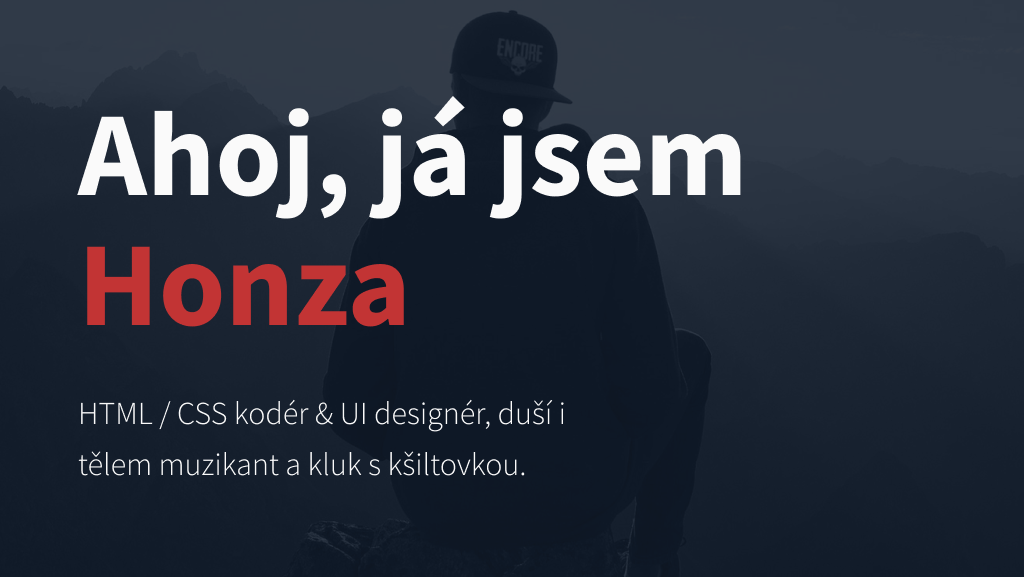 ENCORE
Ahoj, já jsem
Honza
HTML / CSS kodér & UI designér, duší i
tělem muzikant a kluk s kšiltovkou.